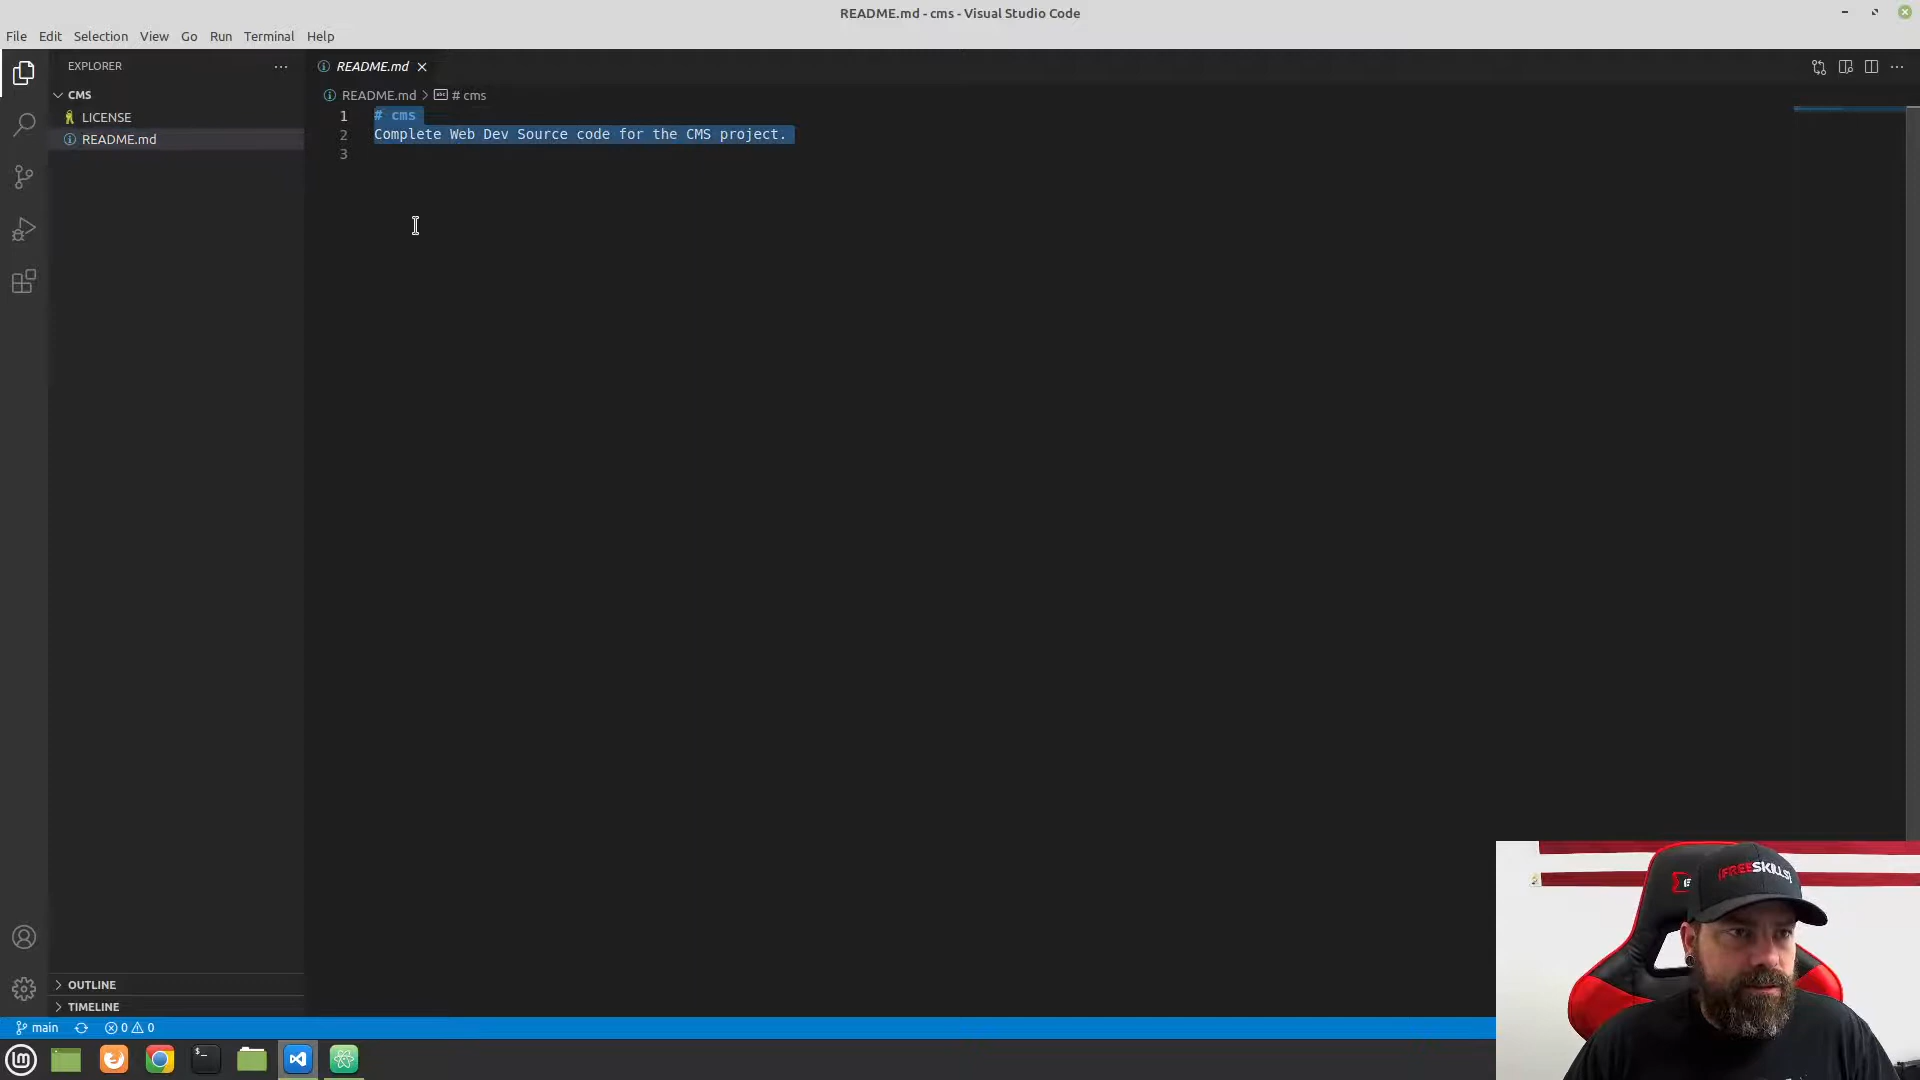 README.md - cms - Visual Studio Code
File Edit Selection View Go Run Terminal Help
EXPLORER
README.md
CMS
README.md > # cms
LICENSE
README.md
1 # cms
2 Complete Web Dev Source code for the CMS project.
3
[FREESKILLS]
OUTLINE
TIMELINE
main 0 0